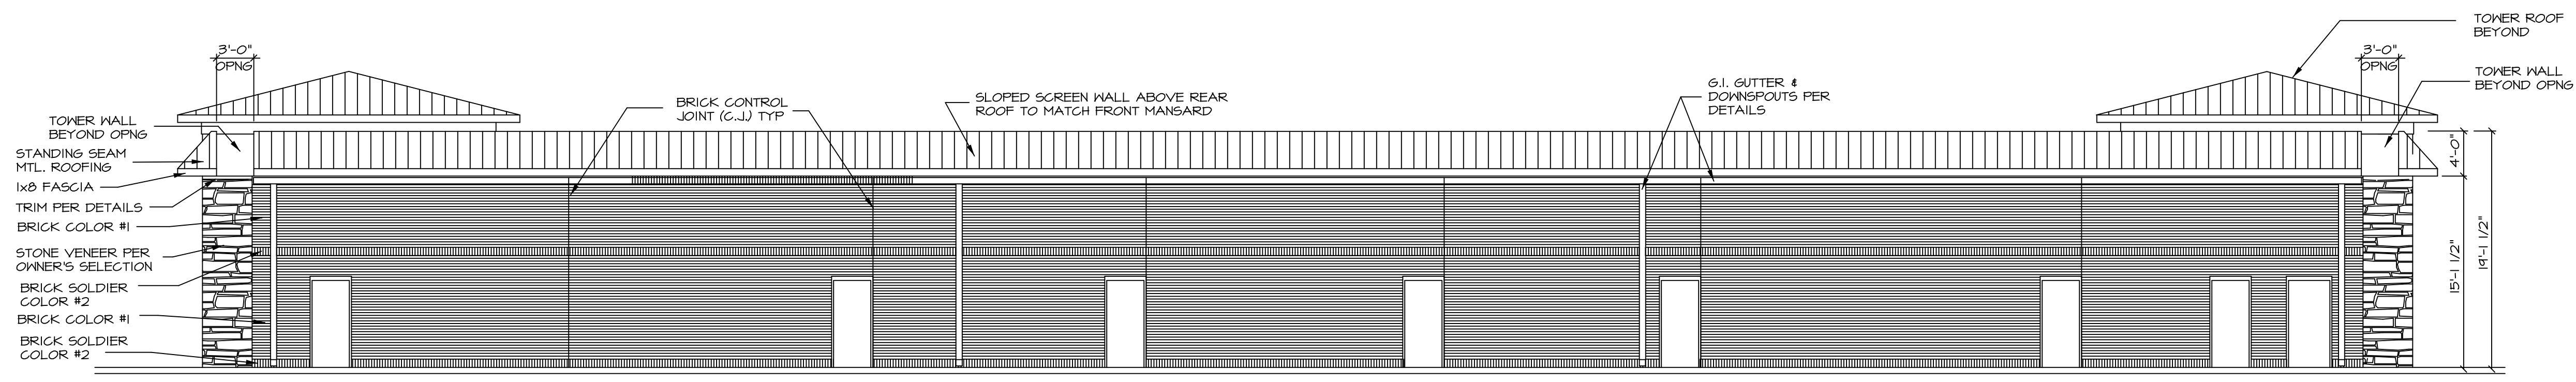 3'-0"
OPNG
TOWER WALL
BEYOND OPNG
STANDING SEAM
MTL. ROOFING
1x8 FASCIA
TRIM PER DETAILS
BRICK COLOR #1
STONE VENEER PER
OWNER'S SELECTION
BRICK SOLDIER
COLOR #2
BRICK COLOR #1
BRICK SOLDIER
COLOR #2
BRICK CONTROL
JOINT (C.J.) TYP
SLOPED SCREEN WALL ABOVE REAR
ROOF TO MATCH FRONT MANSARD
G.I. GUTTER &
DOWNSPOUTS PER
DETAILS
3'-0"
OPNG
TOWER ROOF
BEYOND
TOWER WALL
BEYOND OPNG
4'-0"
15'-1 1/2"
19'-1 1/2"